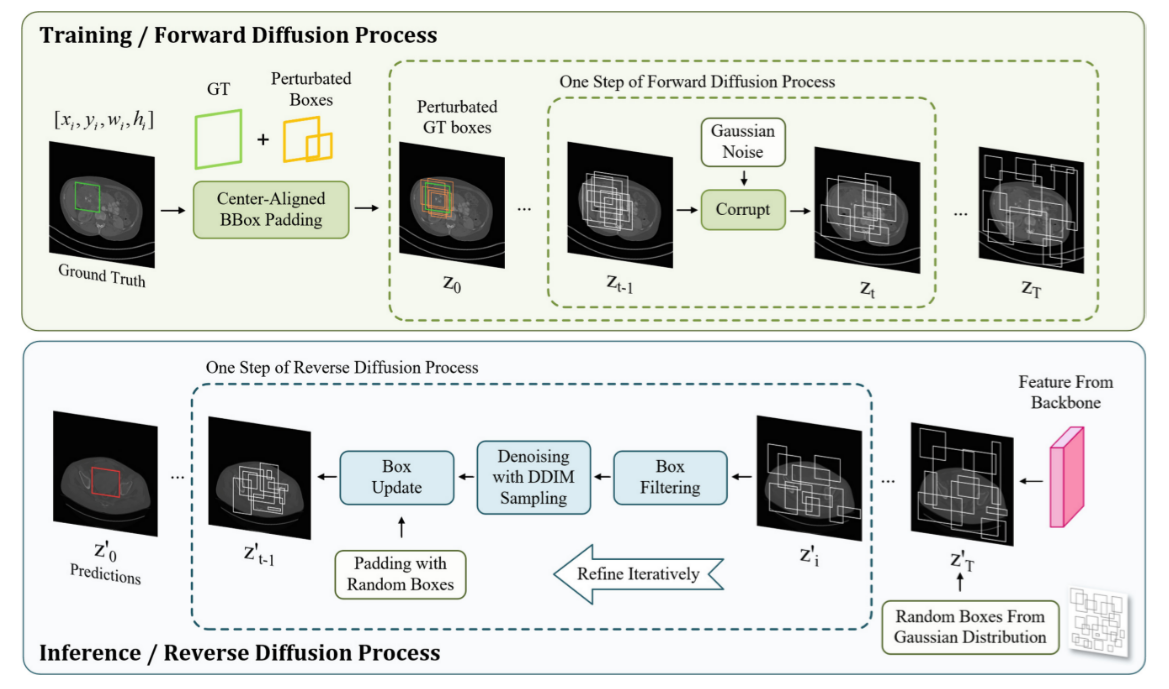 Training / Forward Diffusion Process
GT
Perturbated
Boxes
+
[x_i, y_i, w_i, h_i]
Ground Truth
Center-Aligned
BBox Padding
Perturbated
GT boxes
Z_0
...
One Step of Forward Diffusion Process
Z_t-1
Gaussian
Noise
Corrupt
Z_t
...
Z_T
One Step of Reverse Diffusion Process
Z'_0
Predictions
...
Z'_t-1
Box
Update
Padding with
Random Boxes
Denoising
with DDIM
Sampling
Box
Filtering
Refine Iteratively
Z'_i
...
Z'_T
Feature From
Backbone
Random Boxes From
Gaussian Distribution
Inference / Reverse Diffusion Process